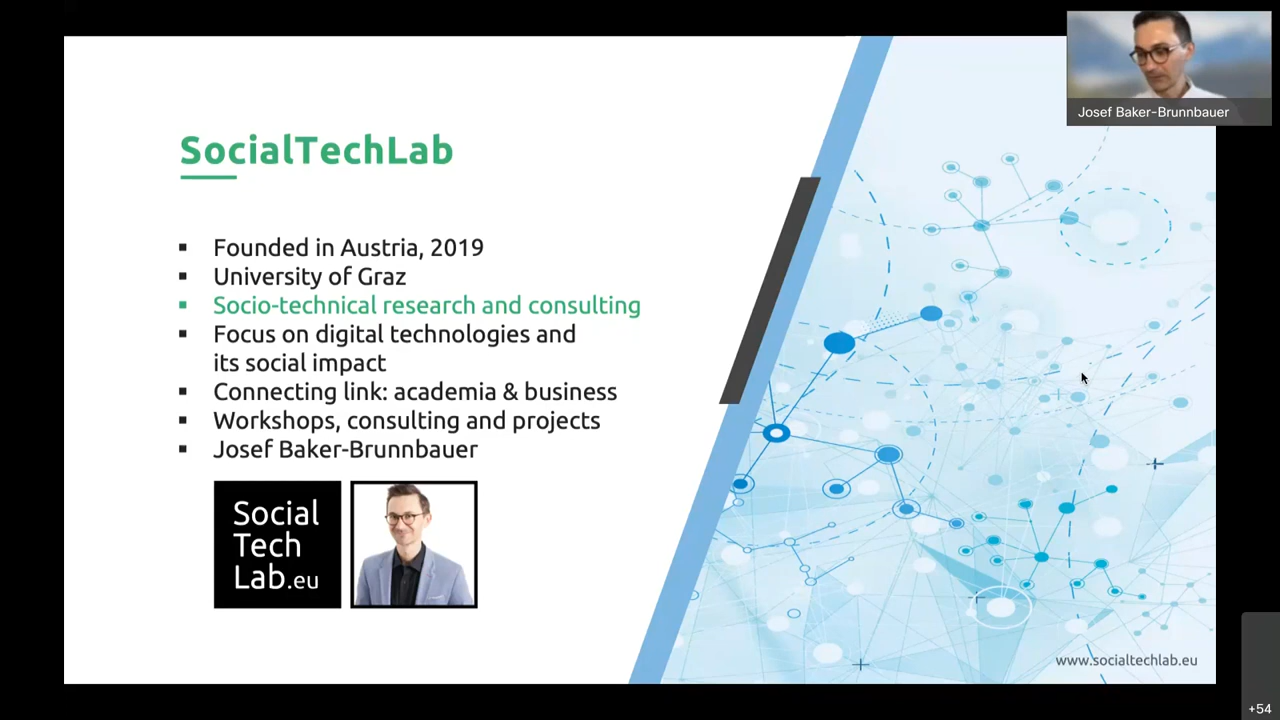 Josef Baker-Brunnbauer
SocialTechLab
▪ Founded in Austria, 2019
▪ University of Graz
▪ Socio-technical research and consulting
▪ Focus on digital technologies and
its social impact
▪ Connecting link: academia & business
▪ Workshops, consulting and projects
▪ Josef Baker-Brunnbauer
Social
Tech
Lab.eu
www.socialtechlab.eu
+54